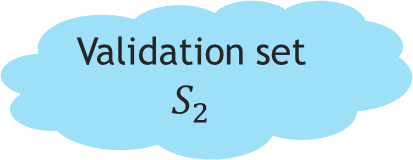 Validation set
S₂